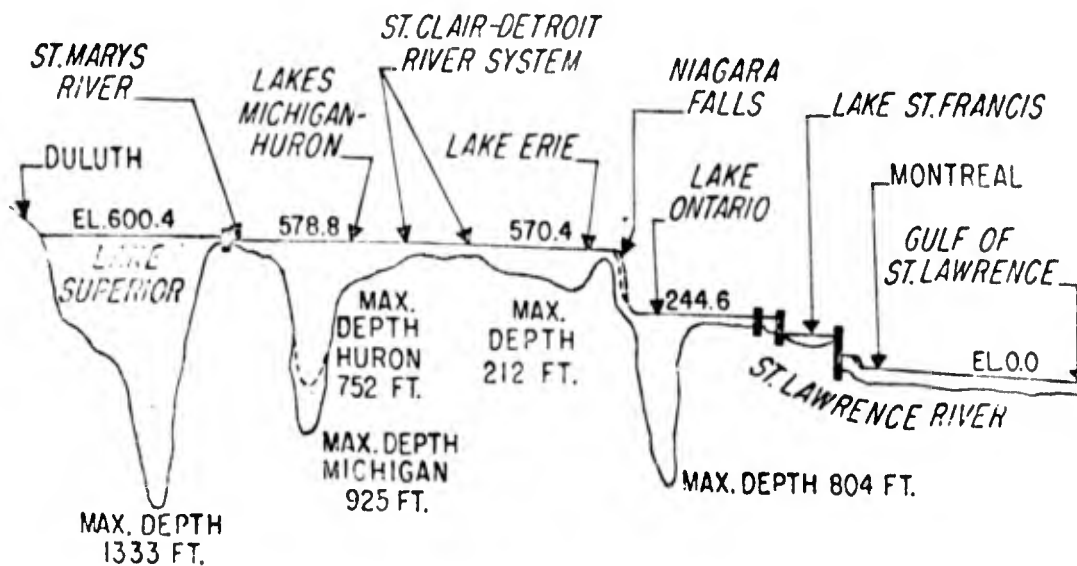 ST. MARYS
RIVER
LAKES
MICHIGAN-
HURON
ST. CLAIR-DETROIT
RIVER SYSTEM
LAKE ERIE
NIAGARA
FALLS
LAKE ST. FRANCIS
DULUTH
LAKE
ONTARIO
MONTREAL
GULF OF
ST. LAWRENCE
EL. 600.4
578.8
570.4
244.6
EL. 0.0
LAKE
SUPERIOR
MAX.
DEPTH
HURON
752 FT.
MAX.
DEPTH
212 FT.
ST. LAWRENCE RIVER
MAX. DEPTH
MICHIGAN
925 FT.
MAX. DEPTH 804 FT.
MAX. DEPTH
1333 FT.